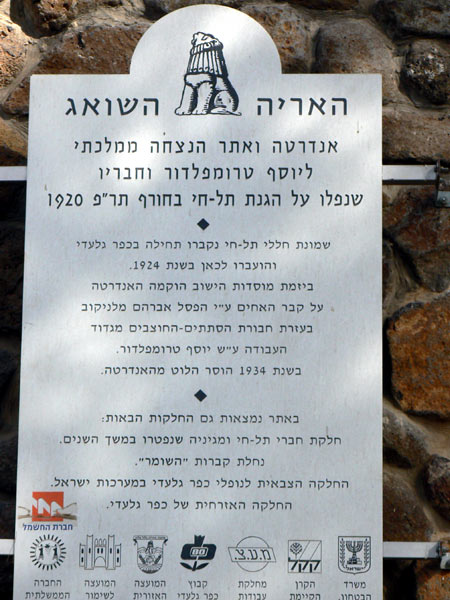 האריה השואג
אנדרטה ואתר הנצחה ממלכתי
ליוסף טרומפלדור וחבריו
שנפלו על הגנת תל-חי בחורף תר"פ 1920
שמונת חללי תל-חי נקברו תחילה בכפר גלעדי
והועברו לכאן בשנת 1924.
ביזמת מוסדות הישוב הוקמה האנדרטה
על קבר האחים ע"י הפסל אברהם מלניקוב
בעזרת חבורת הסתתים-החוצבים מגדוד
העבודה ע"ש יוסף טרומפלדור.
בשנת 1934 הוסר הלוט מהאנדרטה.
באתר נמצאות גם החלקות הבאות:
חלקת חברי תל-חי ומגיניה שנפטרו במשך השנים.
נחלת קברות "השומר".
החלקה הצבאית לנופלי כפר גלעדי במערכות ישראל.
החלקה האזרחית של כפר גלעדי.
חברת החשמל
80
מ.ע.צ.
קקל
משרד הבטחון.
הקרן הקיימת
מחלקת עבודות
קבוץ כפר גלעדי
המועצה האזורית
המועצה לשימור
החברה הממשלתית